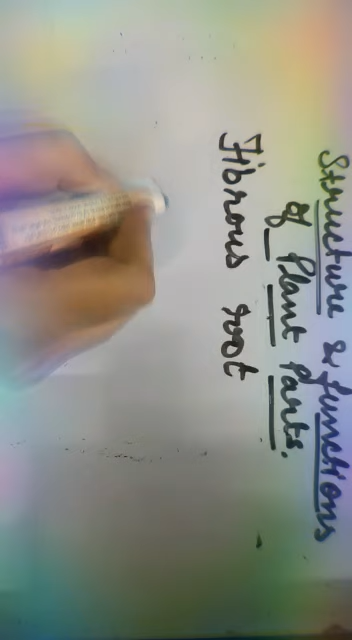 Structure & functions
of Plant Parts.
Fibrous root